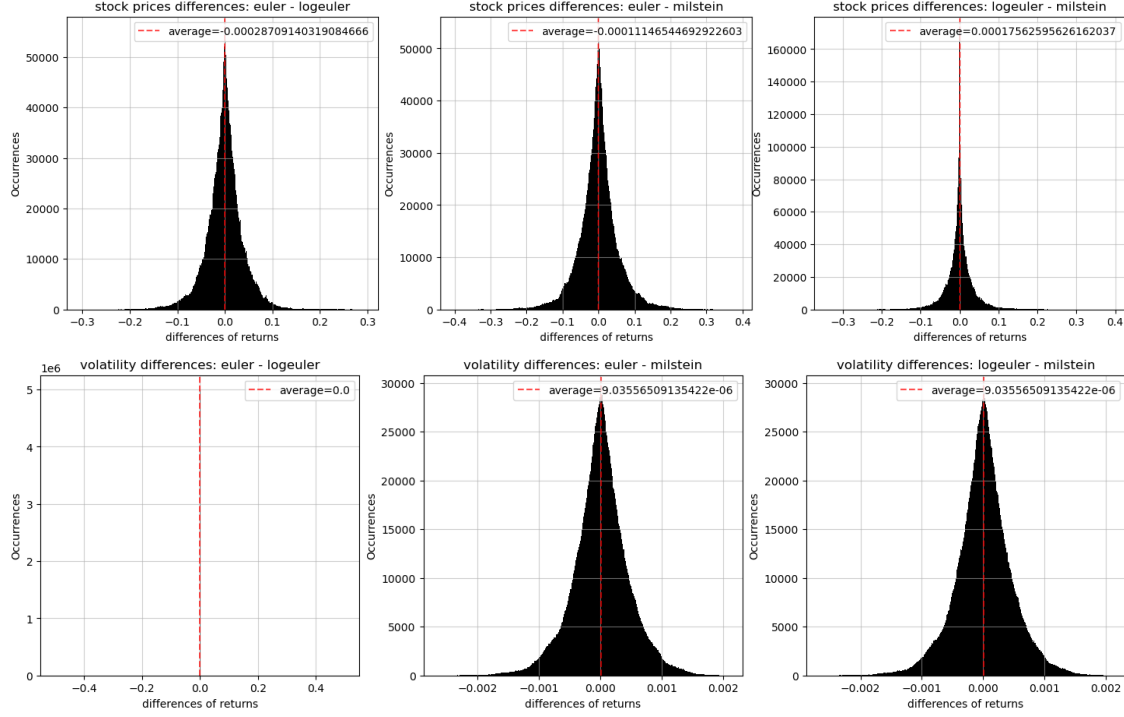 stock prices differences: euler - logeuler
average=-0.00028709140319084666
50000
40000
30000
20000
10000
0
Occurrences
−0.3 −0.2 −0.1 0.0 0.1 0.2 0.3
differences of returns
stock prices differences: euler - milstein
average=-0.00011146544692922603
50000
40000
30000
20000
10000
0
Occurrences
−0.4 −0.3 −0.2 −0.1 0.0 0.1 0.2 0.3 0.4
differences of returns
stock prices differences: logeuler - milstein
average=0.00017562595626162037
160000
140000
120000
100000
80000
60000
40000
20000
0
Occurrences
−0.3 −0.2 −0.1 0.0 0.1 0.2 0.3 0.4
differences of returns
volatility differences: euler - logeuler
1e6
average=0.0
5
4
3
2
1
0
Occurrences
−0.4 −0.2 0.0 0.2 0.4
differences of returns
volatility differences: euler - milstein
average=9.03556509135422e-06
30000
25000
20000
15000
10000
5000
0
Occurrences
−0.002 −0.001 0.000 0.001 0.002
differences of returns
volatility differences: logeuler - milstein
average=9.03556509135422e-06
30000
25000
20000
15000
10000
5000
0
Occurrences
−0.002 −0.001 0.000 0.001 0.002
differences of returns